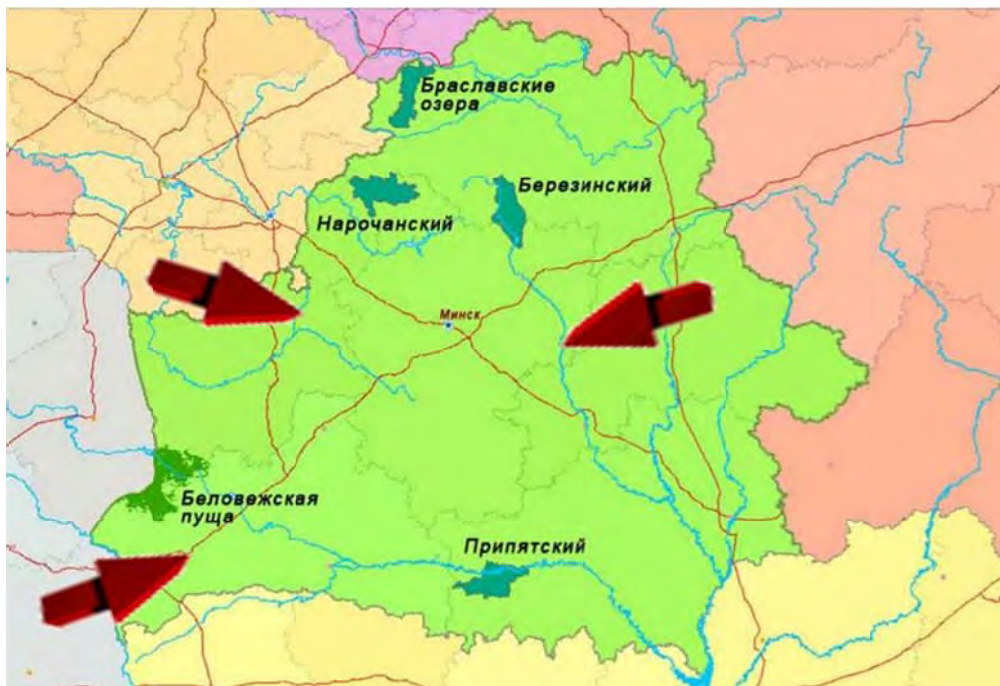 Браславские
озера
Березинский
Нарочанский
Минск
Беловежская
пуща
Припятский